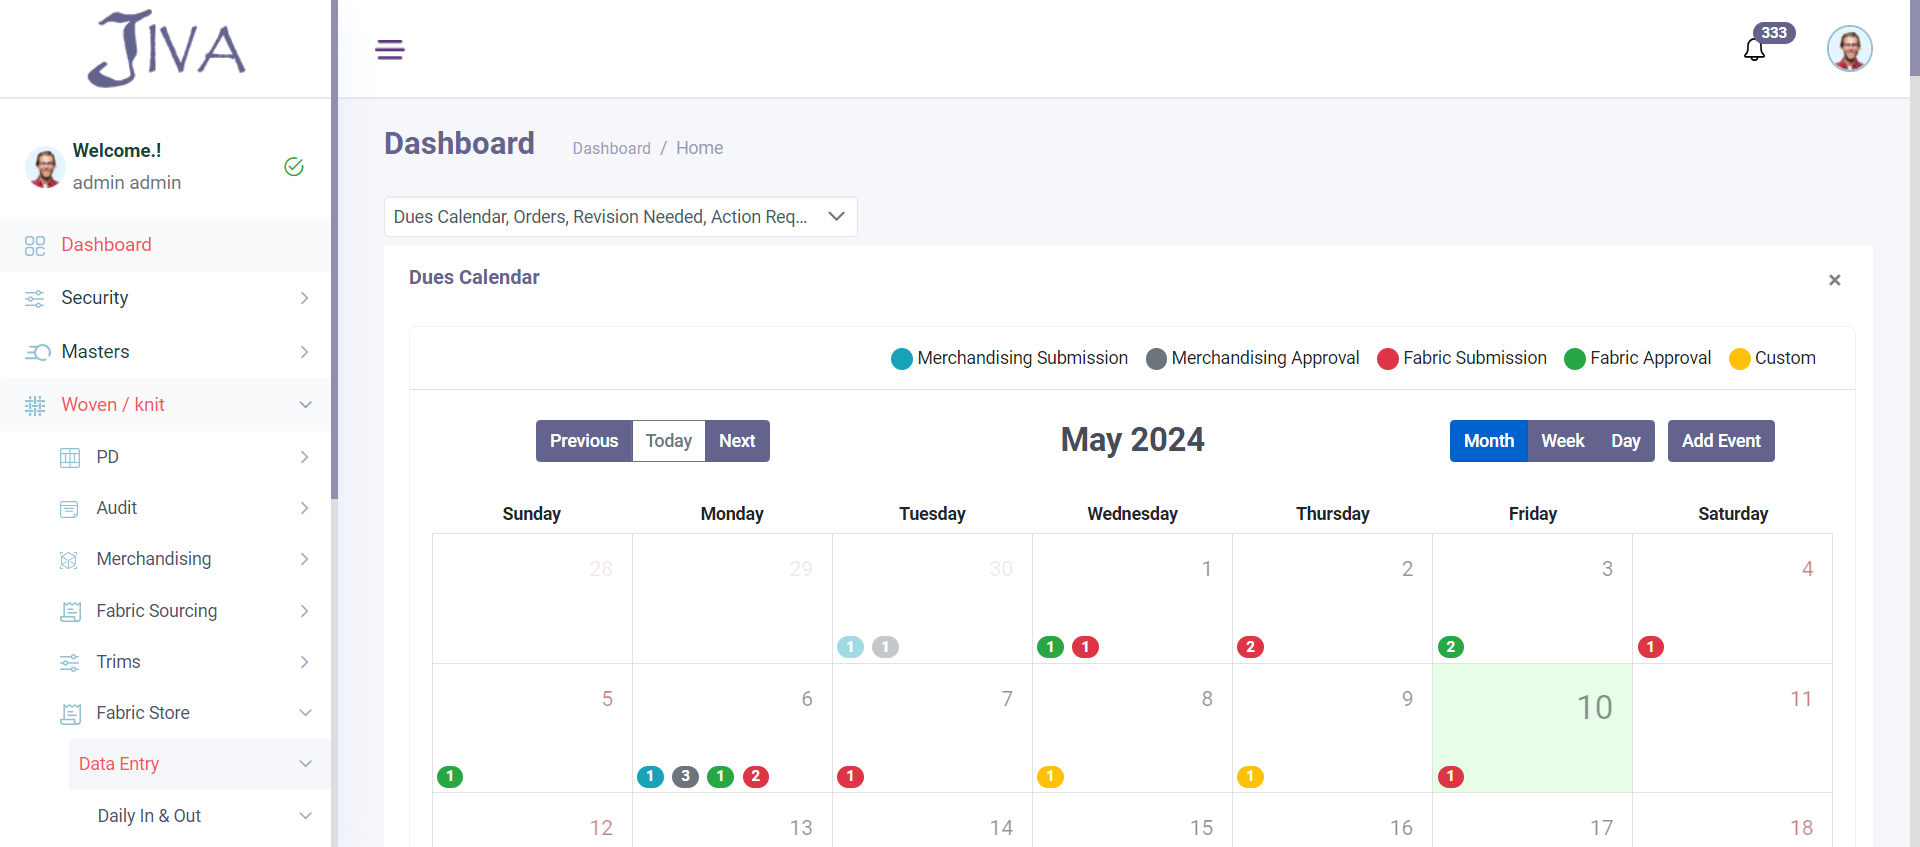 JIVA
333
Welcome.!
admin admin
Dashboard
Security
Masters
Woven / knit
PD
Audit
Merchandising
Fabric Sourcing
Trims
Fabric Store
Data Entry
Daily In & Out
Dashboard
Dashboard / Home
Dues Calendar, Orders, Revision Needed, Action Req...
Dues Calendar
×
Merchandising Submission Merchandising Approval Fabric Submission Fabric Approval Custom
Previous Today Next
May 2024
Month Week Day Add Event
Sunday Monday Tuesday Wednesday Thursday Friday Saturday
28 29 30 1 2 3 4
1 1 1 1 2 2 1
5 6 7 8 9 10 11
1 1 3 1 2 1 1 1 1
12 13 14 15 16 17 18